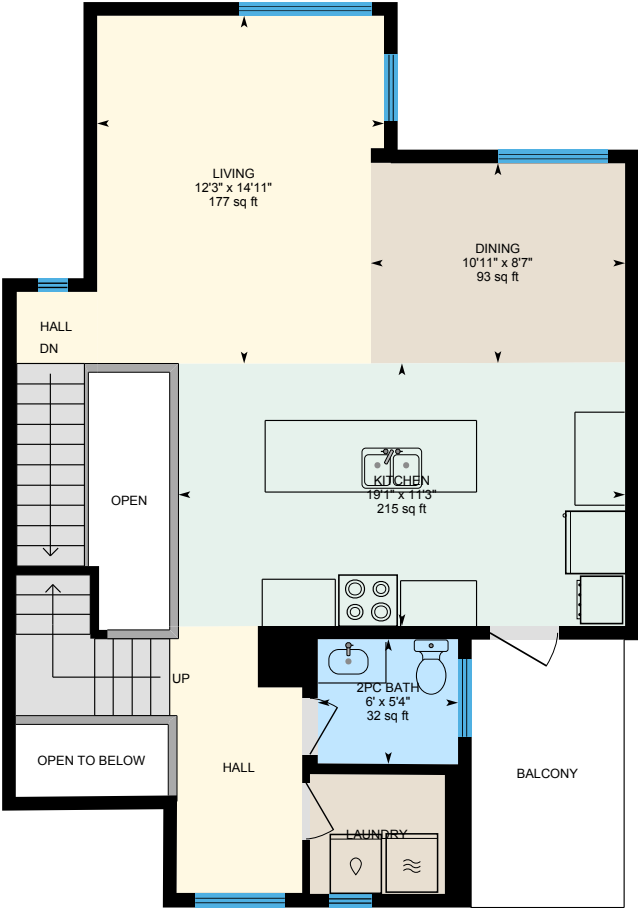 LIVING
12'3" x 14'11"
177 sq ft
DINING
10'11" x 8'7"
93 sq ft
HALL
DN
KITCHEN
19'1" x 11'3"
215 sq ft
OPEN
UP
2PC BATH
6' x 5'4"
32 sq ft
OPEN TO BELOW
HALL
BALCONY
LAUNDRY